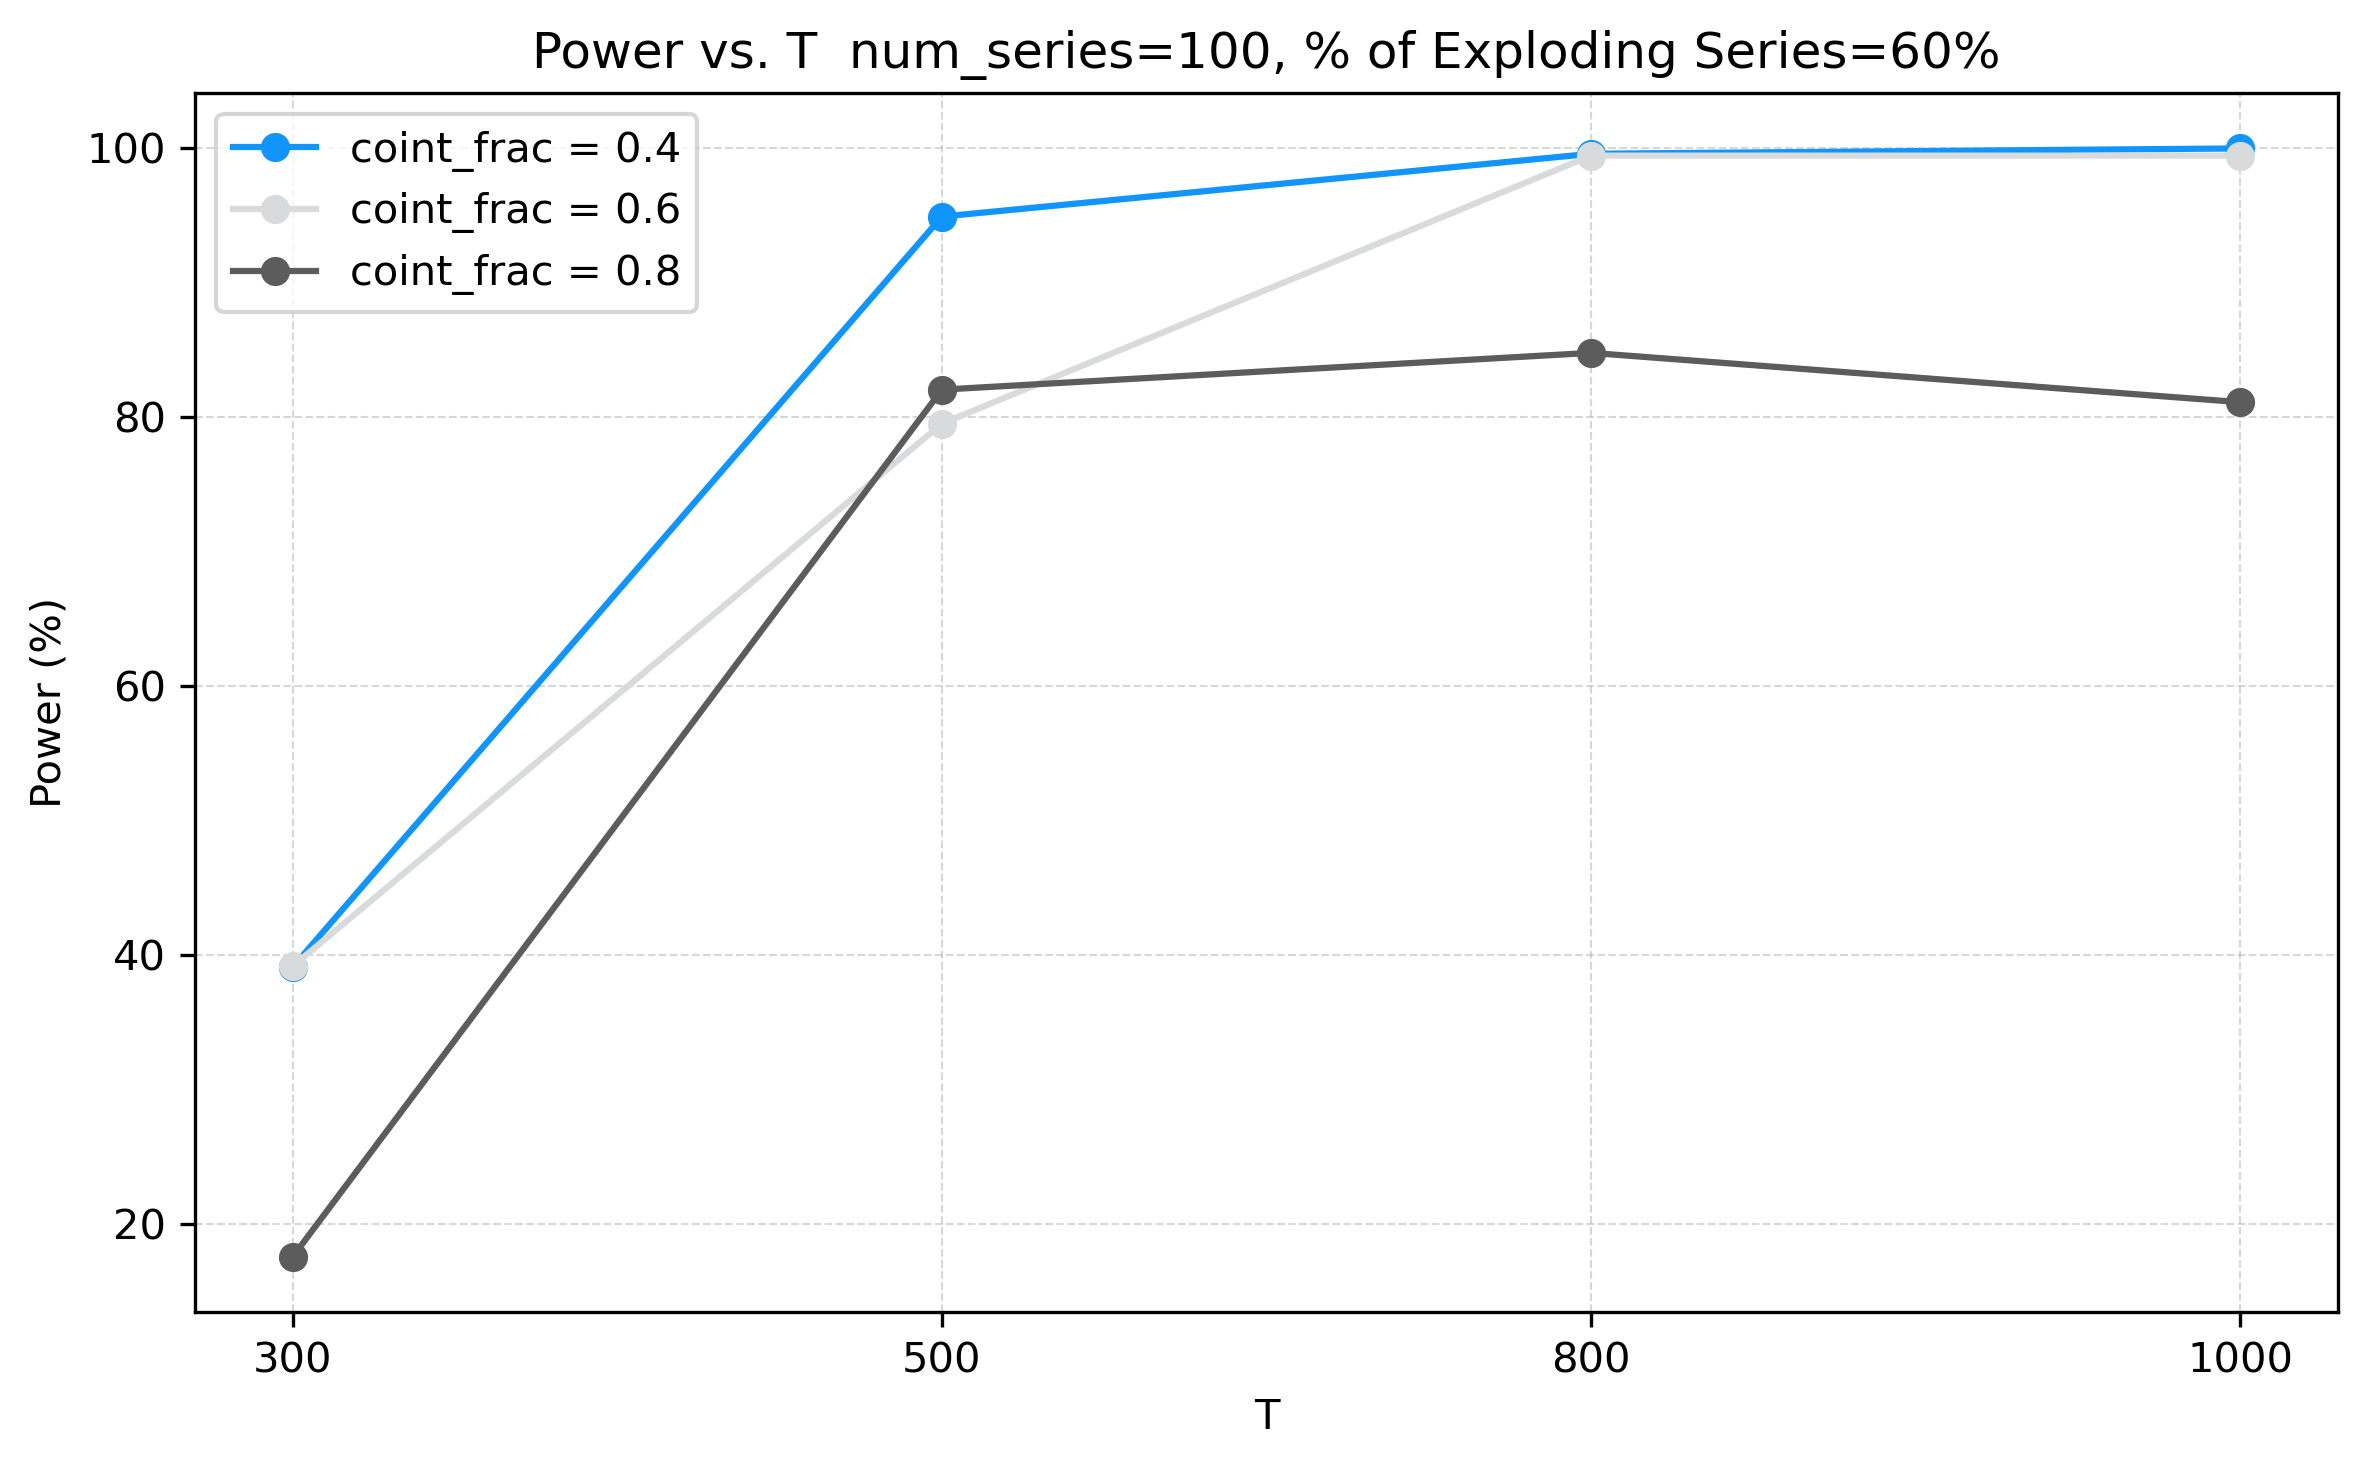 Power vs. T  num_series=100, % of Exploding Series=60%
coint_frac = 0.4
coint_frac = 0.6
coint_frac = 0.8
Power (%)
100
80
60
40
20
300 500 800 1000
T